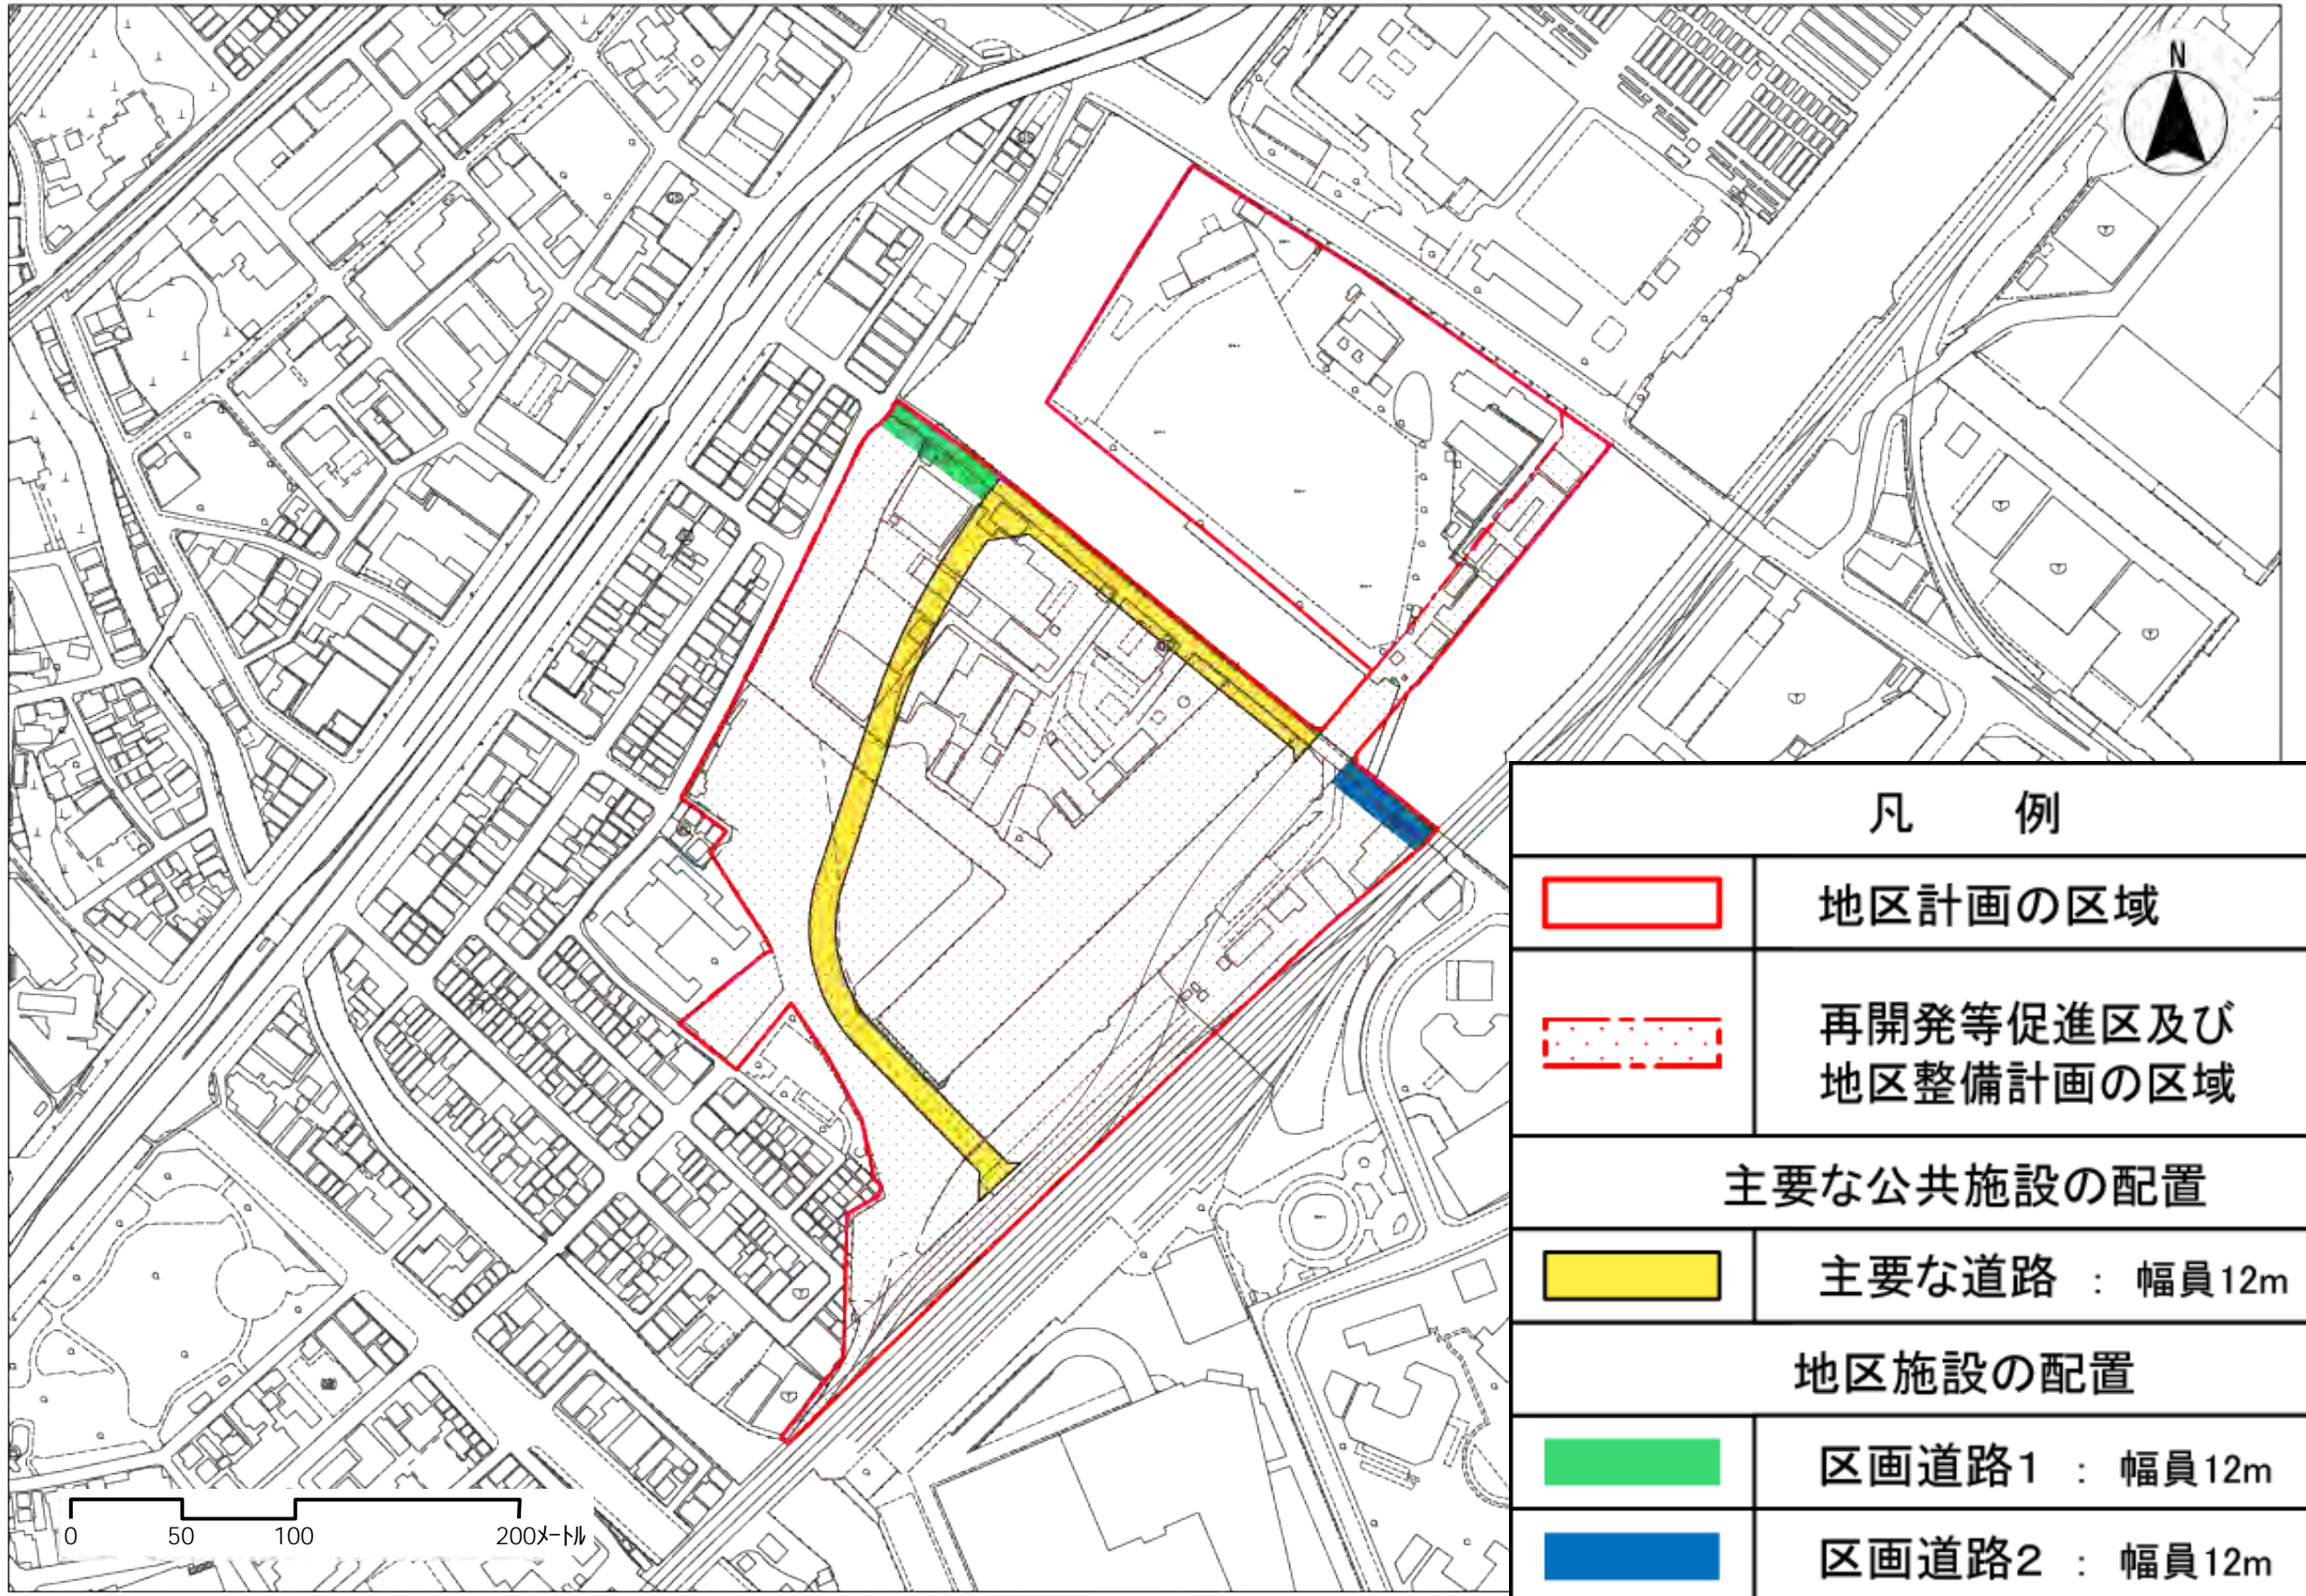 N
凡 例
地区計画の区域
再開発等促進区及び
地区整備計画の区域
主要な公共施設の配置
主要な道路 : 幅員12m
地区施設の配置
区画道路1 : 幅員12m
区画道路2 : 幅員12m
0 50 100 200メートル